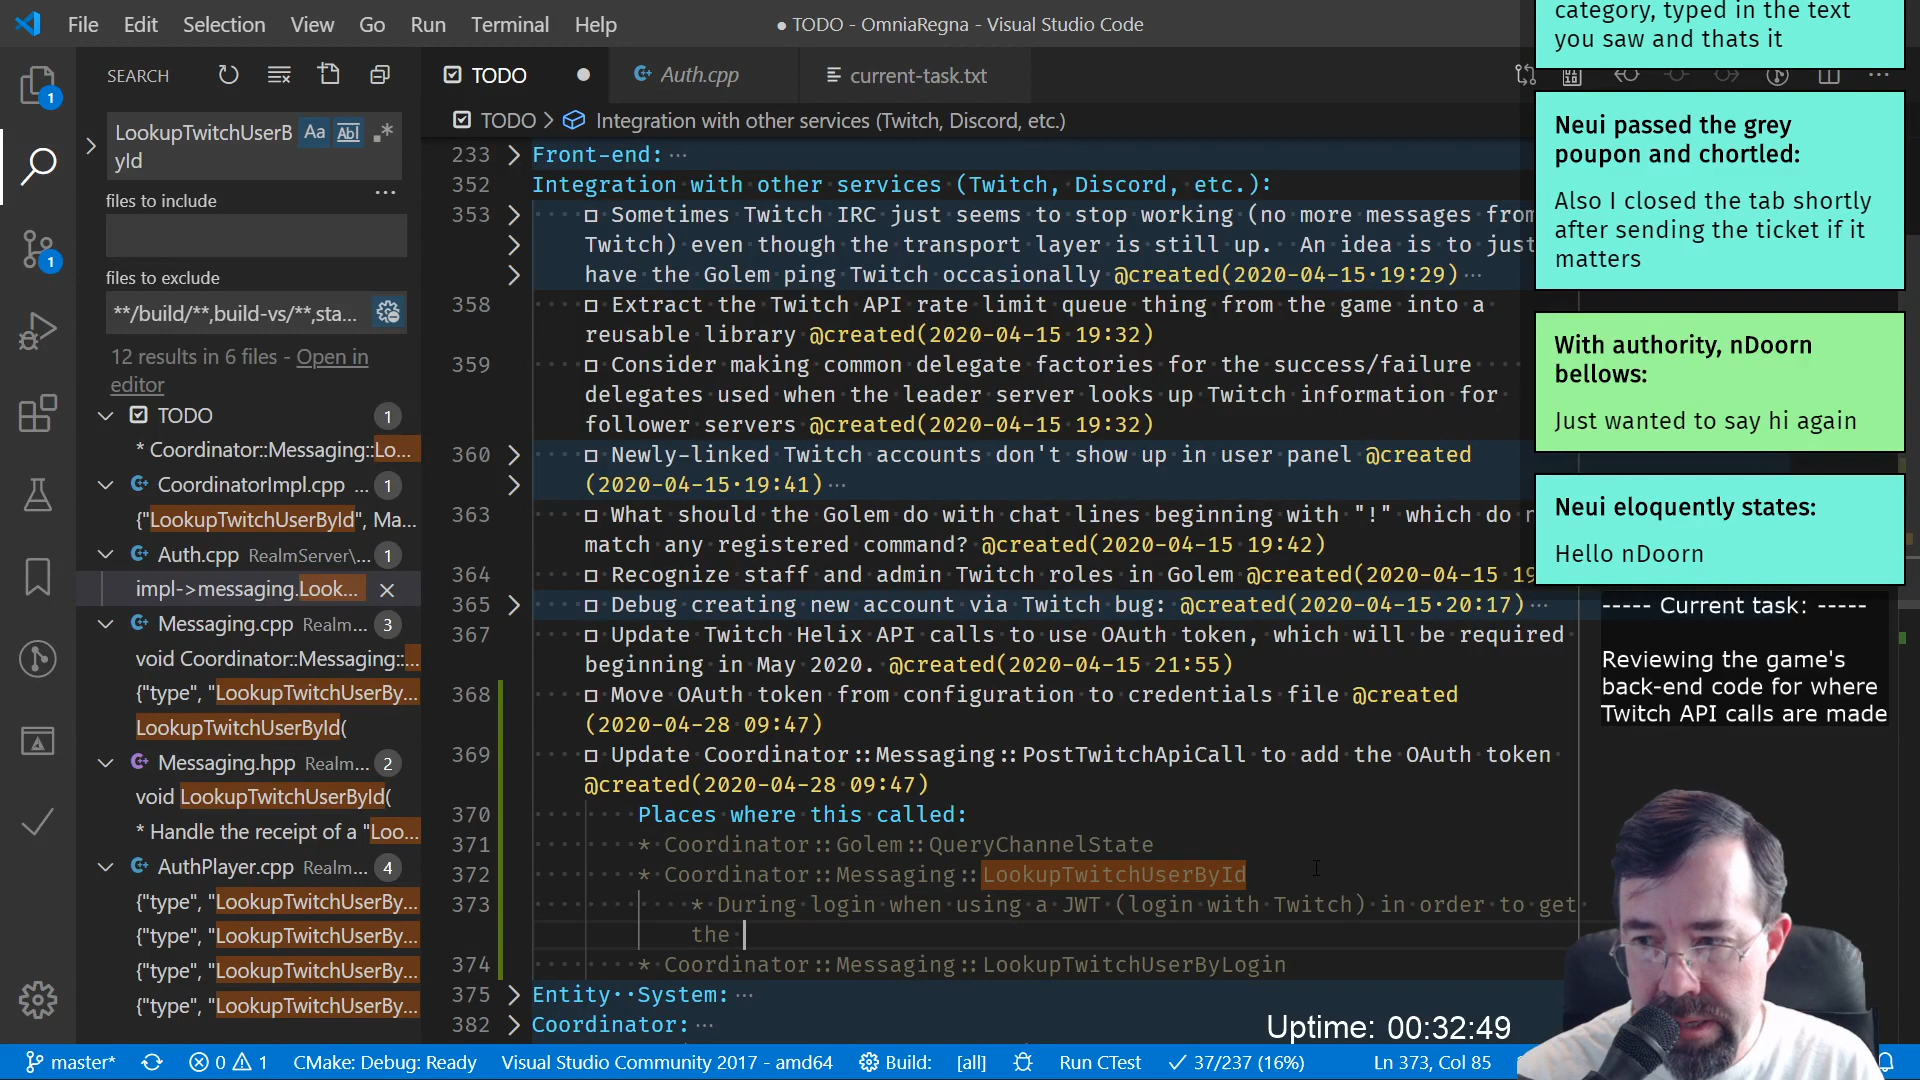 File Edit Selection View Go Run Terminal Help
● TODO - OmniaRegna - Visual Studio Code
SEARCH
LookupTwitchUserB
yId
Aa Abl .*
files to include
files to exclude
**/build/**,build-vs/**,sta...
12 results in 6 files - Open in
editor
TODO 1
* Coordinator::Messaging::Lo...
CoordinatorImpl.cpp ... 1
{"LookupTwitchUserById", Ma...
Auth.cpp RealmServer\... 1
impl->messaging.Look...
Messaging.cpp Realm... 3
void Coordinator::Messaging::...
{"type", "LookupTwitchUserBy...
LookupTwitchUserById(
Messaging.hpp Realm... 2
void LookupTwitchUserById(
* Handle the receipt of a "Loo...
AuthPlayer.cpp Realm... 4
{"type", "LookupTwitchUserBy...
{"type", "LookupTwitchUserBy...
{"type", "LookupTwitchUserBy...
{"type", "LookupTwitchUserBy...
TODO
Auth.cpp
current-task.txt
TODO > Integration with other services (Twitch, Discord, etc.)
233 Front-end: ...
352 Integration with other services (Twitch, Discord, etc.):
353 □ Sometimes Twitch IRC just seems to stop working (no more messages from
Twitch) even though the transport layer is still up. An idea is to just
have the Golem ping Twitch occasionally @created(2020-04-15 19:29) ...
358 □ Extract the Twitch API rate limit queue thing from the game into a
reusable library @created(2020-04-15 19:32)
359 □ Consider making common delegate factories for the success/failure
delegates used when the leader server looks up Twitch information for
follower servers @created(2020-04-15 19:32)
360 □ Newly-linked Twitch accounts don't show up in user panel @created
(2020-04-15 19:41) ...
363 □ What should the Golem do with chat lines beginning with "!" which do n
match any registered command? @created(2020-04-15 19:42)
364 □ Recognize staff and admin Twitch roles in Golem @created(2020-04-15 19
365 □ Debug creating new account via Twitch bug: @created(2020-04-15 20:17) ...
367 □ Update Twitch Helix API calls to use OAuth token, which will be required
beginning in May 2020. @created(2020-04-15 21:55)
368 □ Move OAuth token from configuration to credentials file @created
(2020-04-28 09:47)
369 □ Update Coordinator::Messaging::PostTwitchApiCall to add the OAuth token
@created(2020-04-28 09:47)
370 Places where this called:
371 * Coordinator::Golem::QueryChannelState
372 * Coordinator::Messaging::LookupTwitchUserById
373 * During login when using a JWT (login with Twitch) in order to get
the
374 * Coordinator::Messaging::LookupTwitchUserByLogin
375 Entity System: ...
382 Coordinator: ...
category, typed in the text
you saw and thats it
Neui passed the grey
poupon and chortled:
Also I closed the tab shortly
after sending the ticket if it
matters
With authority, nDoorn
bellows:
Just wanted to say hi again
Neui eloquently states:
Hello nDoorn
----- Current task: -----
Reviewing the game's
back-end code for where
Twitch API calls are made
Uptime: 00:32:49
1
1
master* 0 1 CMake: Debug: Ready Visual Studio Community 2017 - amd64 Build: [all] Run CTest 37/237 (16%) Ln 373, Col 85